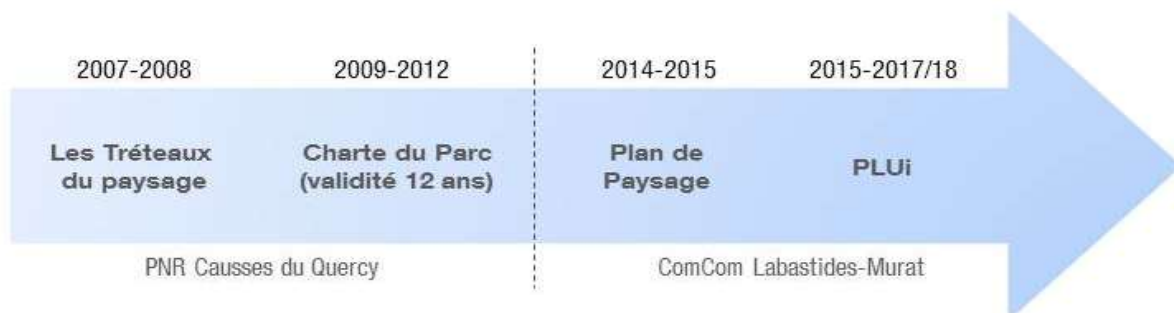 2007-2008 2009-2012 2014-2015 2015-2017/18
Les Tréteaux
du paysage
Charte du Parc
(validité 12 ans)
Plan de
Paysage
PLUi
PNR Causses du Quercy
ComCom Labastides-Murat